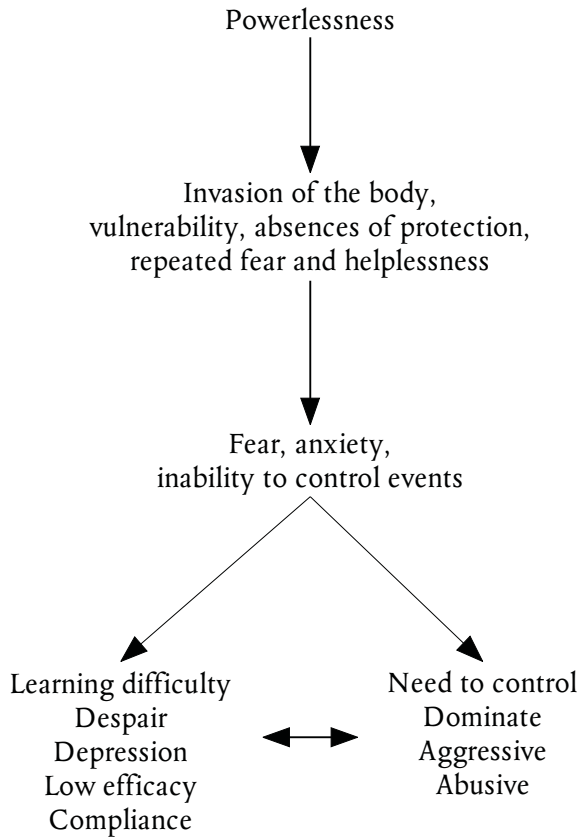 Powerlessness
Invasion of the body,
vulnerability, absences of protection,
repeated fear and helplessness
Fear, anxiety,
inability to control events
Learning difficulty
Despair
Depression
Low efficacy
Compliance
Need to control
Dominate
Aggressive
Abusive